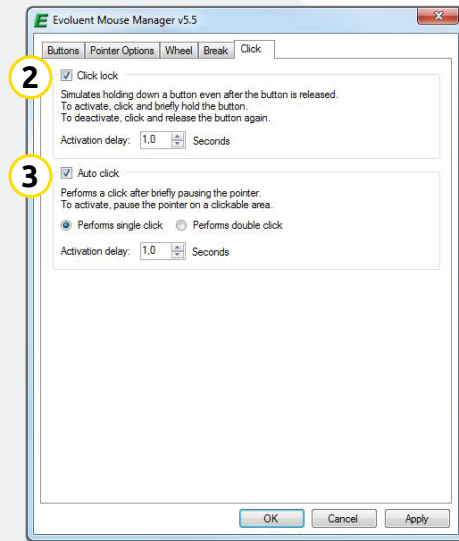 Evoluent Mouse Manager v5.5
Buttons Pointer Options Wheel Break Click
2
Click lock
Simulates holding down a button even after the button is released.
To activate, click and briefly hold the button.
To deactivate, click and release the button again.
Activation delay: 1,0 Seconds
3
Auto click
Performs a click after briefly pausing the pointer.
To activate, pause the pointer on a clickable area.
Performs single click Performs double click
Activation delay: 1,0 Seconds
OK Cancel Apply